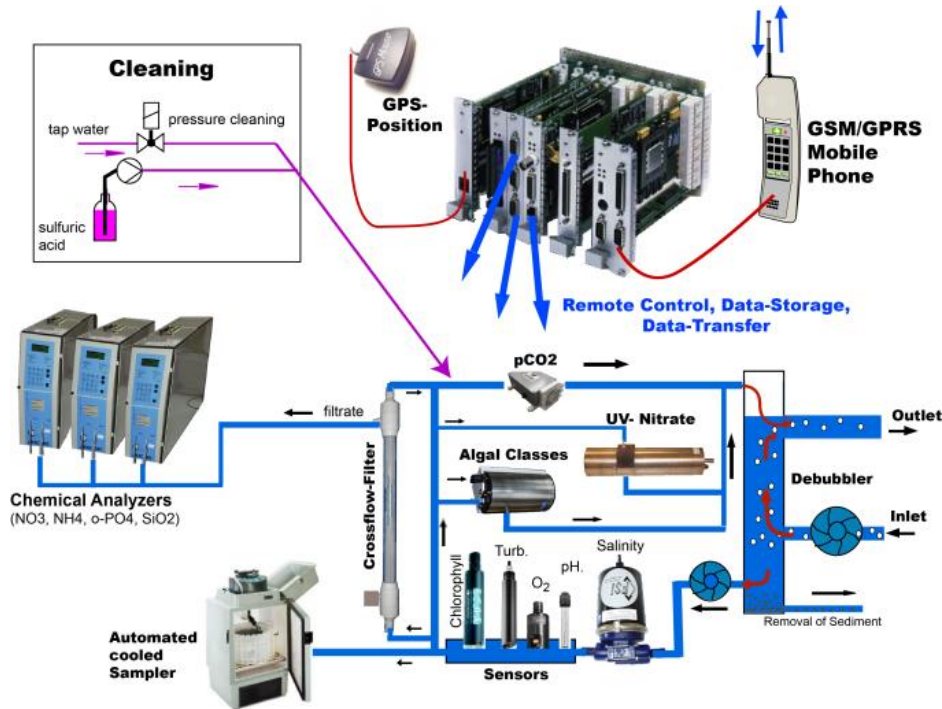 Cleaning
tap water
pressure cleaning
sulfuric
acid
GPS-
Position
GSM/GPRS
Mobile
Phone
Remote Control, Data-Storage,
Data-Transfer
pCO2
filtrate
UV- Nitrate
Outlet
Algal Classes
Crossflow-Filter
Debubbler
Chemical Analyzers
(NO3, NH4, o-PO4, SiO2)
Inlet
Chlorophyll
Turb.
O2
pH.
Salinity
Automated
cooled
Sampler
Sensors
Removal of Sediment